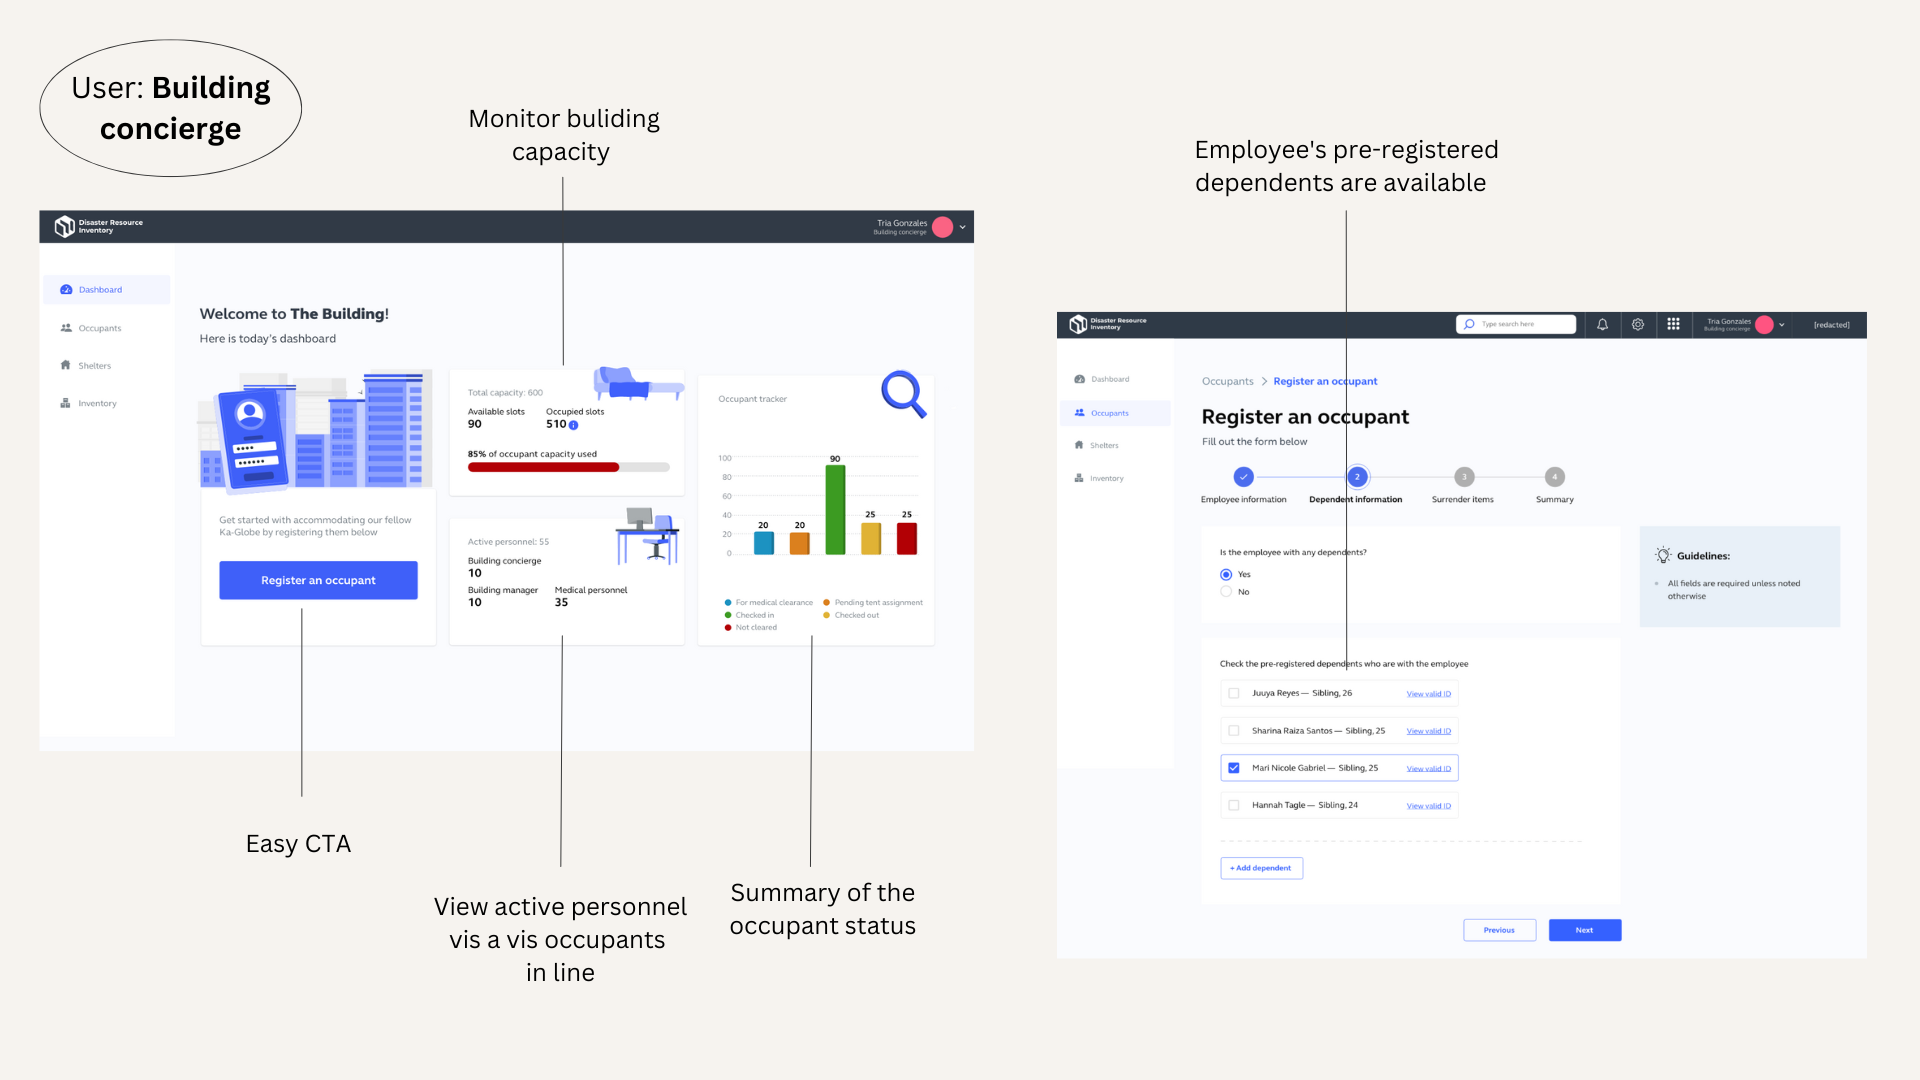 User: Building
concierge
Monitor buliding
capacity
Employee's pre-registered
dependents are available
Disaster Resource
Inventory
Tria Gonzales
Building concierge
Dashboard
Occupants
Shelters
Inventory
Welcome to The Building!
Here is today's dashboard
Get started with accommodating our fellow
Ka-Globe by registering them below
Register an occupant
Total capacity: 600
Available slots Occupied slots
90 510
85% of occupant capacity used
Active personnel: 55
Building concierge
10
Building manager Medical personnel
10 35
Occupant tracker
100
80
60
40
20
0
20 20 90 25 25
For medical clearance Pending tent assignment
Checked in Checked out
Not cleared
Easy CTA
View active personnel
vis a vis occupants
in line
Summary of the
occupant status
Disaster Resource
Inventory
Type search here
Tria Gonzales
Building concierge
[redacted]
Dashboard
Occupants
Shelters
Inventory
Occupants > Register an occupant
Register an occupant
Fill out the form below
2 3 4
Employee information Dependent information Surrender items Summary
Is the employee with any dependents?
Yes
No
Guidelines:
All fields are required unless noted
otherwise
Check the pre-registered dependents who are with the employee
Juuya Reyes — Sibling, 26 View valid ID
Sharina Raiza Santos — Sibling, 25 View valid ID
Mari Nicole Gabriel — Sibling, 25 View valid ID
Hannah Tagle — Sibling, 24 View valid ID
+ Add dependent
Previous Next